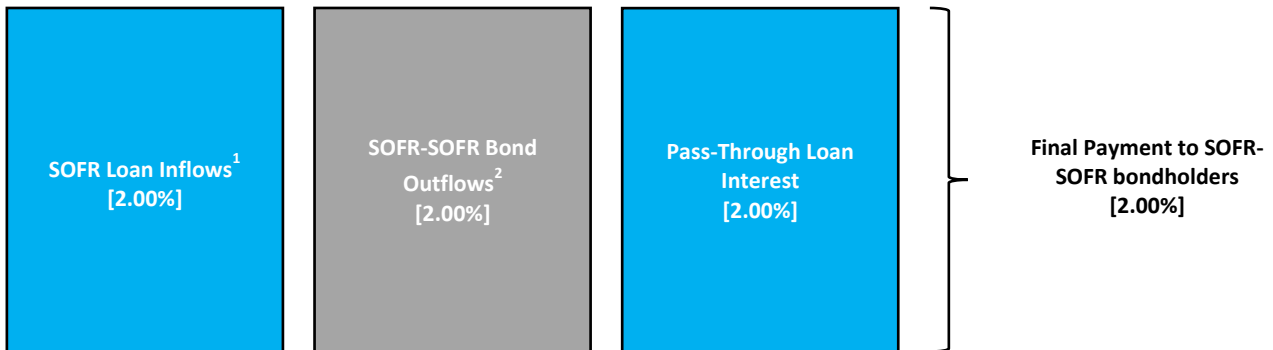 SOFR Loan Inflows1
[2.00%]
SOFR-SOFR Bond
Outflows2
[2.00%]
Pass-Through Loan
Interest
[2.00%]
Final Payment to SOFR-
SOFR bondholders
[2.00%]